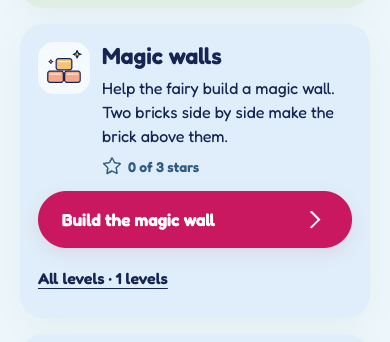 Magic walls
Help the fairy build a magic wall.
Two bricks side by side make the
brick above them.
0 of 3 stars
Build the magic wall
All levels · 1 levels